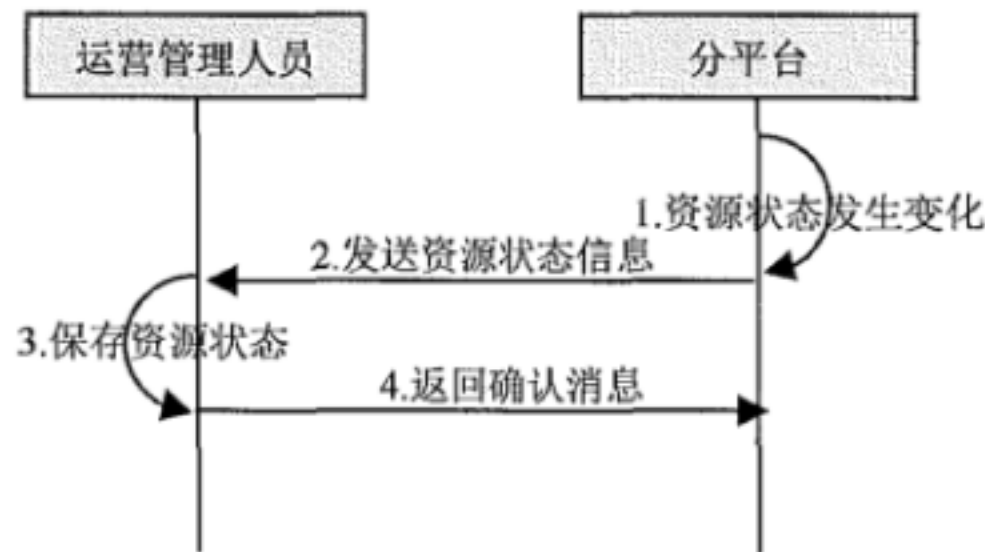 运营管理人员
分平台
1.资源状态发生变化
2.发送资源状态信息
3.保存资源状态
4.返回确认消息